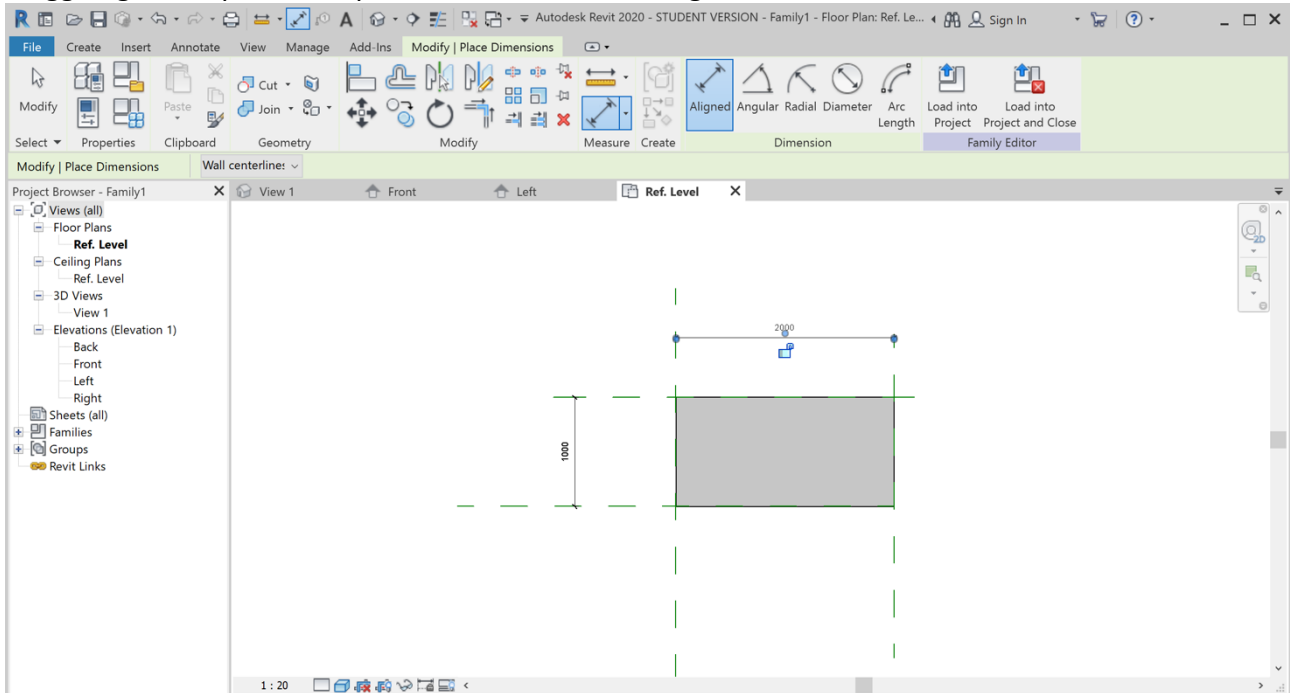 Autodesk Revit 2020 - STUDENT VERSION - Family1 - Floor Plan: Ref. Le... Sign In
File Create Insert Annotate View Manage Add-Ins Modify | Place Dimensions
Modify Paste Cut Join Aligned Angular Radial Diameter Arc Length Load into Project Load into Project and Close
Select Properties Clipboard Geometry Modify Measure Create Dimension Family Editor
Modify | Place Dimensions Wall centerlines
Project Browser - Family1 View 1 Front Left Ref. Level
Views (all)
Floor Plans
Ref. Level
Ceiling Plans
Ref. Level
3D Views
View 1
Elevations (Elevation 1)
Back
Front
Left
Right
Sheets (all)
Families
Groups
Revit Links
2D
2000
1000
1 : 20